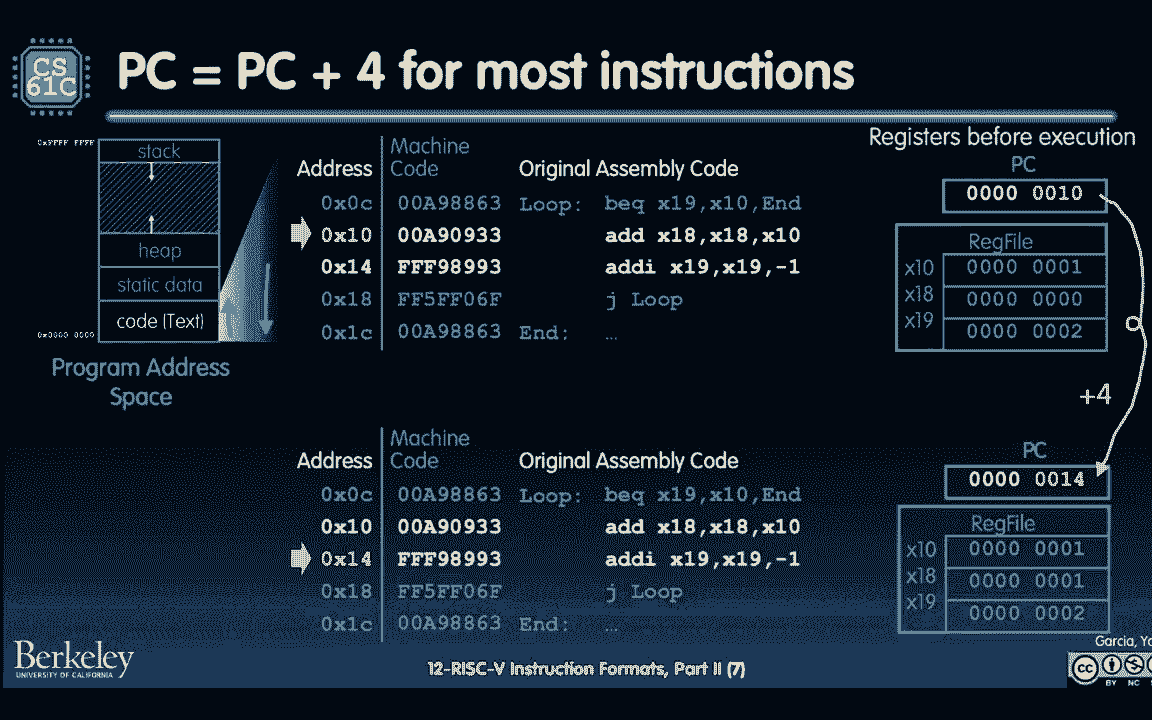 CS
61C
PC = PC + 4 for most instructions
Registers before execution
PC
0000 0010
0xFFFF FFFF
stack
heap
static data
code (Text)
0x0000 0000
Program Address
Space
Address
Machine
Code
Original Assembly Code
0x0c 00A98863 Loop: beq x19,x10,End
0x10 00A90933 add x18,x18,x10
0x14 FFF98993 addi x19,x19,-1
0x18 FF5FF06F j Loop
0x1c 00A98863 End: …
RegFile
x10 0000 0001
x18 0000 0000
x19 0000 0002
+4
Address
Machine
Code
Original Assembly Code
0x0c 00A98863 Loop: beq x19,x10,End
0x10 00A90933 add x18,x18,x10
0x14 FFF98993 addi x19,x19,-1
0x18 FF5FF06F j Loop
0x1c 00A98863 End: …
PC
0000 0014
RegFile
x10 0000 0001
x18 0000 0001
x19 0000 0002
Berkeley
UNIVERSITY OF CALIFORNIA
12-RISC-V Instruction Formats, Part II (7)
Garcia,
cc
BY NC